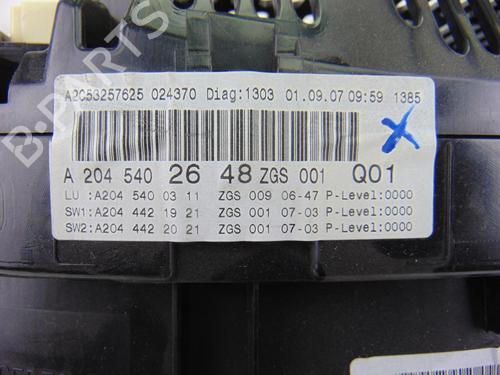 A2C53257625 024370 Diag:1303 01.09.07 09:59 1385
A 204 540 26 48 ZGS 001 Q01
LU :A204 540 03 11 ZGS 009 06-47 P-Level:0000
SW1:A204 442 19 21 ZGS 001 07-03 P-Level:0000
SW2:A204 442 20 21 ZGS 001 07-03 P-Level:0000
B-PARTS